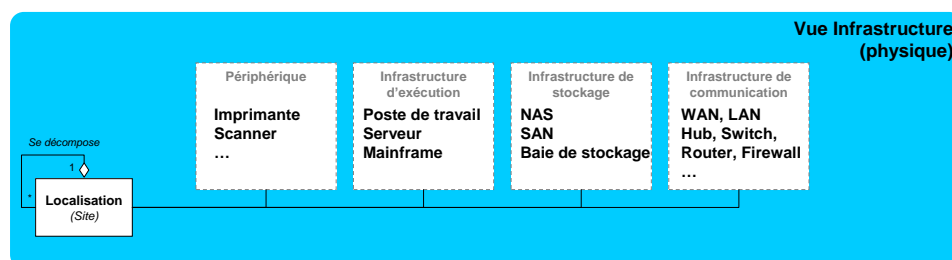 Vue Infrastructure
(physique)
Périphérique
Imprimante
Scanner
…
Infrastructure
d'exécution
Poste de travail
Serveur
Mainframe
Infrastructure de
stockage
NAS
SAN
Baie de stockage
Infrastructure de
communication
WAN, LAN
Hub, Switch,
Router, Firewall
…
Se décompose
1
*
Localisation
(Site)